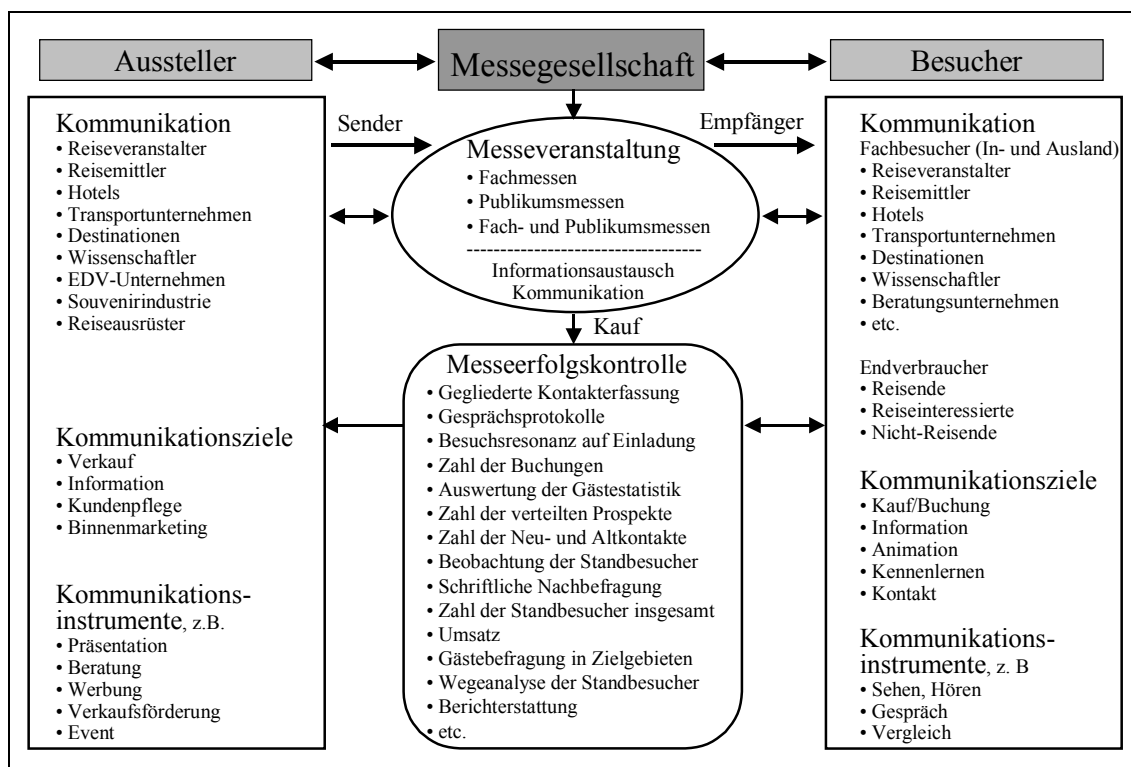 Aussteller
Messegesellschaft
Besucher
Kommunikation
• Reiseveranstalter
• Reisemittler
• Hotels
• Transportunternehmen
• Destinationen
• Wissenschaftler
• EDV-Unternehmen
• Souvenirindustrie
• Reiseausrüster
Kommunikationsziele
• Verkauf
• Information
• Kundenpflege
• Binnenmarketing
Kommunikations-
instrumente, z.B.
• Präsentation
• Beratung
• Werbung
• Verkaufsförderung
• Event
Sender
Messeveranstaltung
• Fachmessen
• Publikumsmessen
• Fach- und Publikumsmessen
------------------------------------
Informationsaustausch
Kommunikation
Empfänger
Kauf
Messeerfolgskontrolle
• Gegliederte Kontakterfassung
• Gesprächsprotokolle
• Besuchsresonanz auf Einladung
• Zahl der Buchungen
• Auswertung der Gästestatistik
• Zahl der verteilten Prospekte
• Zahl der Neu- und Altkontakte
• Beobachtung der Standbesucher
• Schriftliche Nachbefragung
• Zahl der Standbesucher insgesamt
• Umsatz
• Gästebefragung in Zielgebieten
• Wegeanalyse der Standbesucher
• Berichterstattung
• etc.
Kommunikation
Fachbesucher (In- und Ausland)
• Reiseveranstalter
• Reisemittler
• Hotels
• Transportunternehmen
• Destinationen
• Wissenschaftler
• Beratungsunternehmen
• etc.
Endverbraucher
• Reisende
• Reiseinteressierte
• Nicht-Reisende
Kommunikationsziele
• Kauf/Buchung
• Information
• Animation
• Kennenlernen
• Kontakt
Kommunikations-
instrumente, z. B
• Sehen, Hören
• Gespräch
• Vergleich